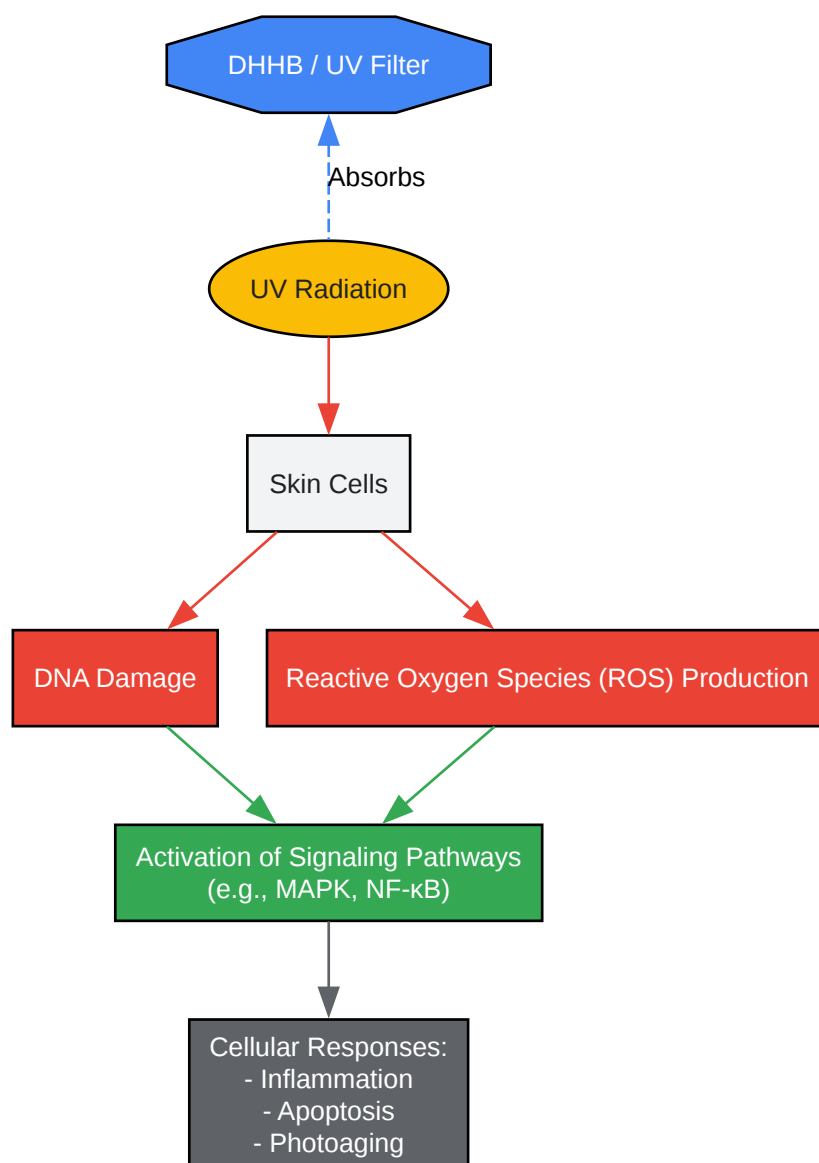 DHHB / UV Filter
Absorbs
UV Radiation
Skin Cells
DNA Damage
Reactive Oxygen Species (ROS) Production
Activation of Signaling Pathways
(e.g., MAPK, NF-κB)
Cellular Responses:
- Inflammation
- Apoptosis
- Photoaging